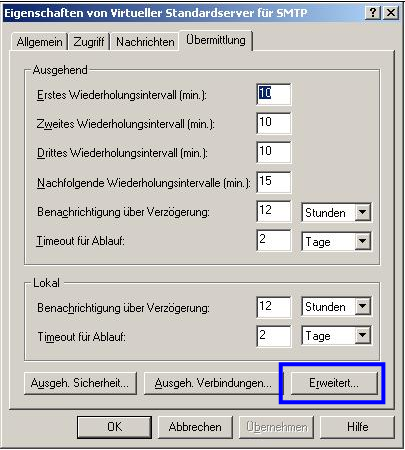 Eigenschaften von Virtueller Standardserver für SMTP
Allgemein Zugriff Nachrichten Übermittlung
Ausgehend
Erstes Wiederholungsintervall (min.): 10
Zweites Wiederholungsintervall (min.): 10
Drittes Wiederholungsintervall (min.): 10
Nachfolgende Wiederholungsintervalle (min.): 15
Benachrichtigung über Verzögerung: 12 Stunden
Timeout für Ablauf: 2 Tage
Lokal
Benachrichtigung über Verzögerung: 12 Stunden
Timeout für Ablauf: 2 Tage
Ausgeh. Sicherheit... Ausgeh. Verbindungen... Erweitert...
OK Abbrechen Übernehmen Hilfe